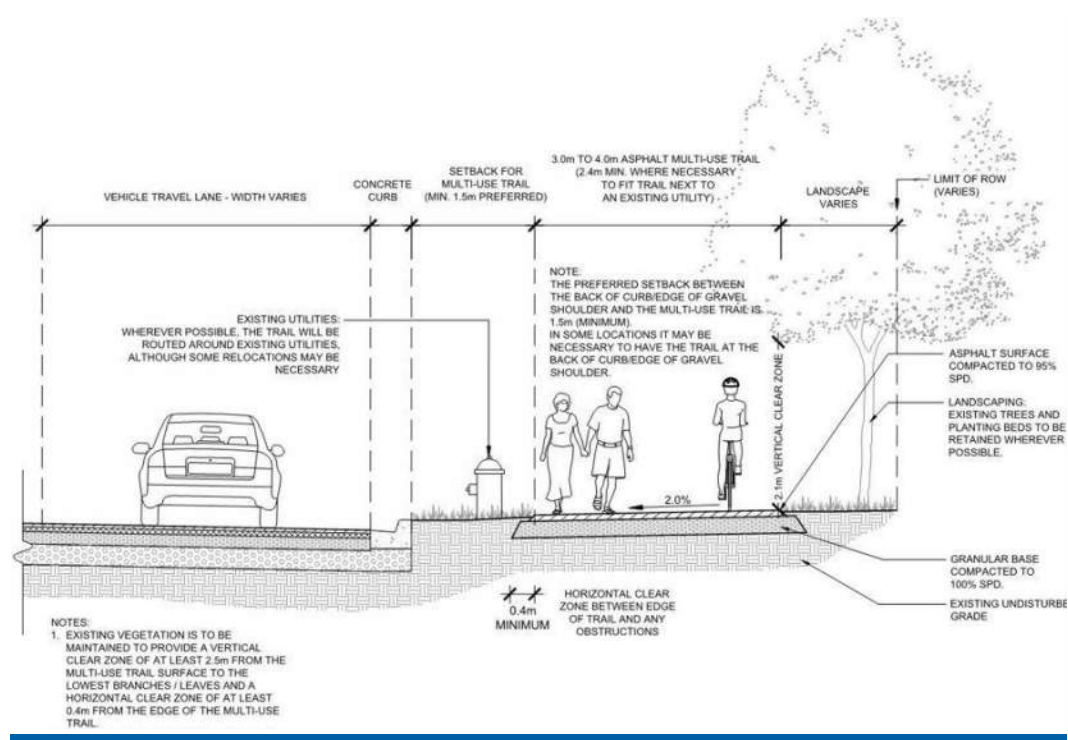 VEHICLE TRAVEL LANE - WIDTH VARIES
CONCRETE
CURB
SETBACK FOR
MULTI-USE TRAIL
(MIN. 1.5m PREFERRED)
3.0m TO 4.0m ASPHALT MULTI-USE TRAIL
(2.4m MIN. WHERE NECESSARY
TO FIT TRAIL NEXT TO
AN EXISTING UTILITY)
LANDSCAPE
VARIES
LIMIT OF ROW
(VARIES)
NOTE:
THE PREFERRED SETBACK BETWEEN
THE BACK OF CURB/EDGE OF GRAVEL
SHOULDER AND THE MULTI-USE TRAIL IS
1.5m (MINIMUM).
IN SOME LOCATIONS IT MAY BE
NECESSARY TO HAVE THE TRAIL AT THE
BACK OF CURB/EDGE OF GRAVEL
SHOULDER.
EXISTING UTILITIES:
WHEREVER POSSIBLE, THE TRAIL WILL BE
ROUTED AROUND EXISTING UTILITIES,
ALTHOUGH SOME RELOCATIONS MAY BE
NECESSARY
2.1m VERTICAL CLEAR ZONE
ASPHALT SURFACE
COMPACTED TO 95%
SPD.
LANDSCAPING:
EXISTING TREES AND
PLANTING BEDS TO BE
RETAINED WHEREVER
POSSIBLE.
2.0%
GRANULAR BASE
COMPACTED TO
100% SPD.
EXISTING UNDISTURBE
GRADE
0.4m
MINIMUM
HORIZONTAL CLEAR
ZONE BETWEEN EDGE
OF TRAIL AND ANY
OBSTRUCTIONS
NOTES:
1. EXISTING VEGETATION IS TO BE
MAINTAINED TO PROVIDE A VERTICAL
CLEAR ZONE OF AT LEAST 2.5m FROM THE
MULTI-USE TRAIL SURFACE TO THE
LOWEST BRANCHES / LEAVES AND A
HORIZONTAL CLEAR ZONE OF AT LEAST
0.4m FROM THE EDGE OF THE MULTI-USE
TRAIL.